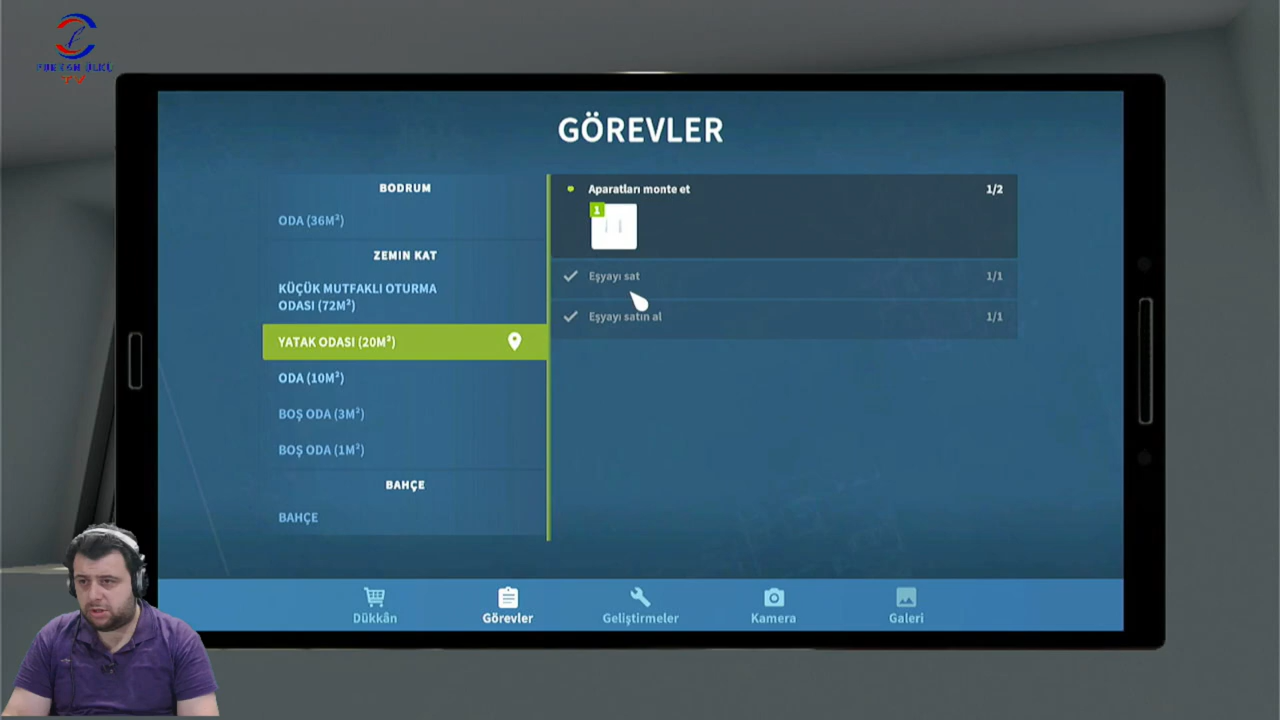 GÖREVLER
BODRUM
ODA (36M²)
ZEMIN KAT
KÜÇÜK MUTFAKLI OTURMA
ODASI (72M²)
YATAK ODASI (20M²)
ODA (10M²)
BOŞ ODA (3M²)
BOŞ ODA (1M²)
BAHÇE
BAHÇE
Aparatları monte et
1/2
1
Eşyayı sat
1/1
Eşyayı satın al
1/1
Dükkân
Görevler
Geliştirmeler
Kamera
Galeri